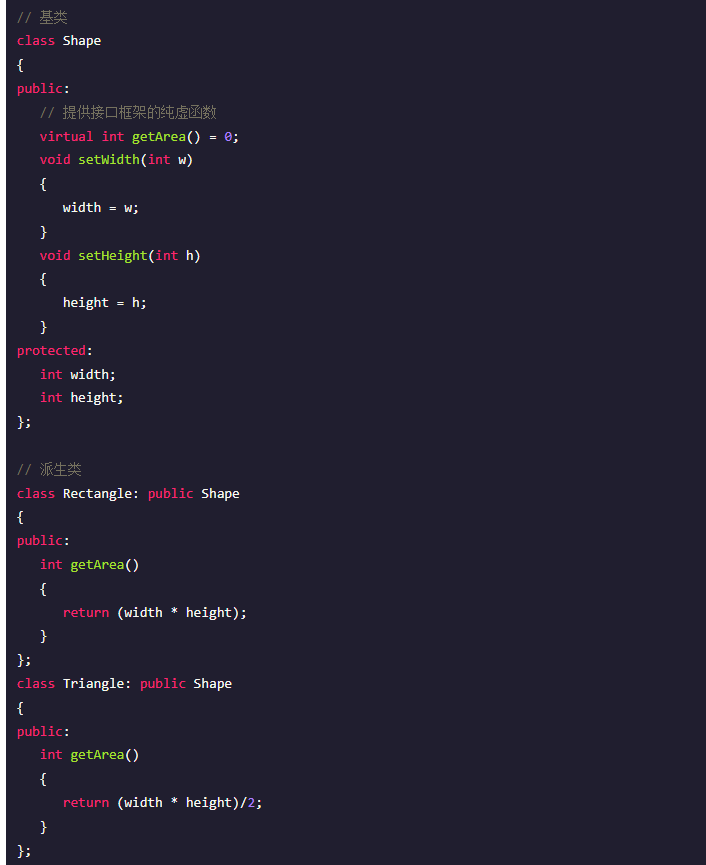 // 基类
class Shape
{
public:
   // 提供接口框架的纯虚函数
   virtual int getArea() = 0;
   void setWidth(int w)
   {
      width = w;
   }
   void setHeight(int h)
   {
      height = h;
   }
protected:
   int width;
   int height;
};

// 派生类
class Rectangle: public Shape
{
public:
   int getArea()
   {
      return (width * height);
   }
};
class Triangle: public Shape
{
public:
   int getArea()
   {
      return (width * height)/2;
   }
};